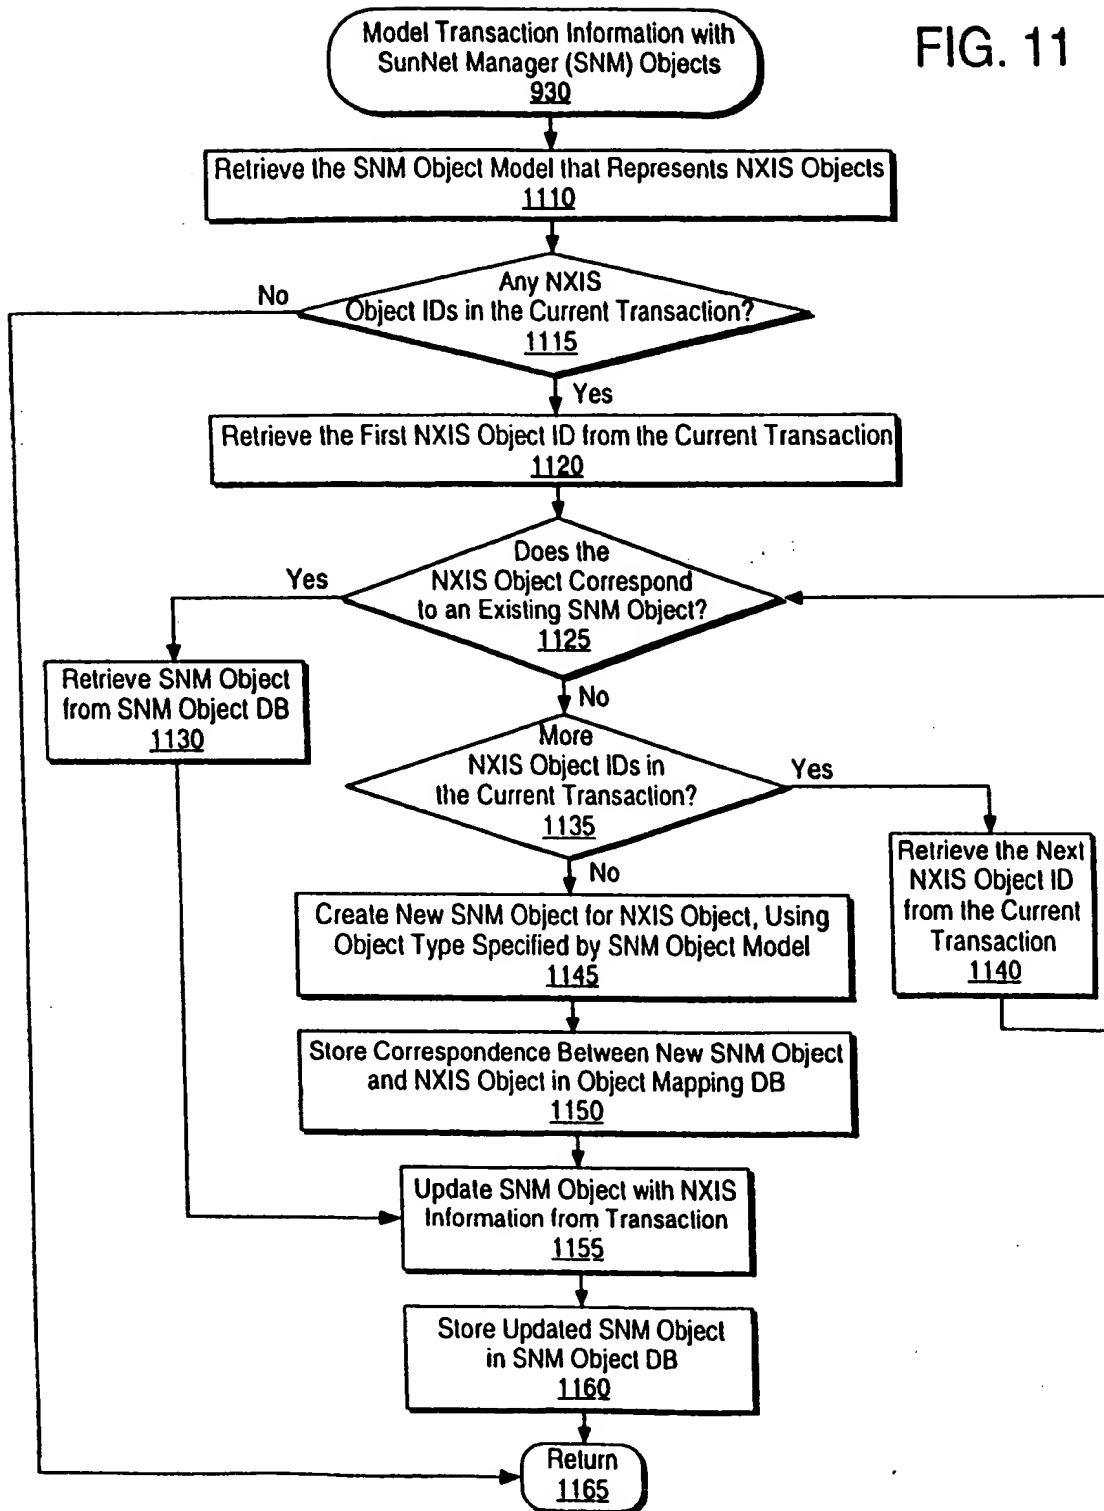 FIG. 11
Model Transaction Information with
SunNet Manager (SNM) Objects
930
Retrieve the SNM Object Model that Represents NXIS Objects
1110
Any NXIS
Object IDs in the Current Transaction?
1115
No
Yes
Retrieve the First NXIS Object ID from the Current Transaction
1120
Does the
NXIS Object Correspond
to an Existing SNM Object?
1125
Yes
No
Retrieve SNM Object
from SNM Object DB
1130
More
NXIS Object IDs in
the Current Transaction?
1135
Yes
No
Retrieve the Next
NXIS Object ID
from the Current
Transaction
1140
Create New SNM Object for NXIS Object, Using
Object Type Specified by SNM Object Model
1145
Store Correspondence Between New SNM Object
and NXIS Object in Object Mapping DB
1150
Update SNM Object with NXIS
Information from Transaction
1155
Store Updated SNM Object
in SNM Object DB
1160
Return
1165